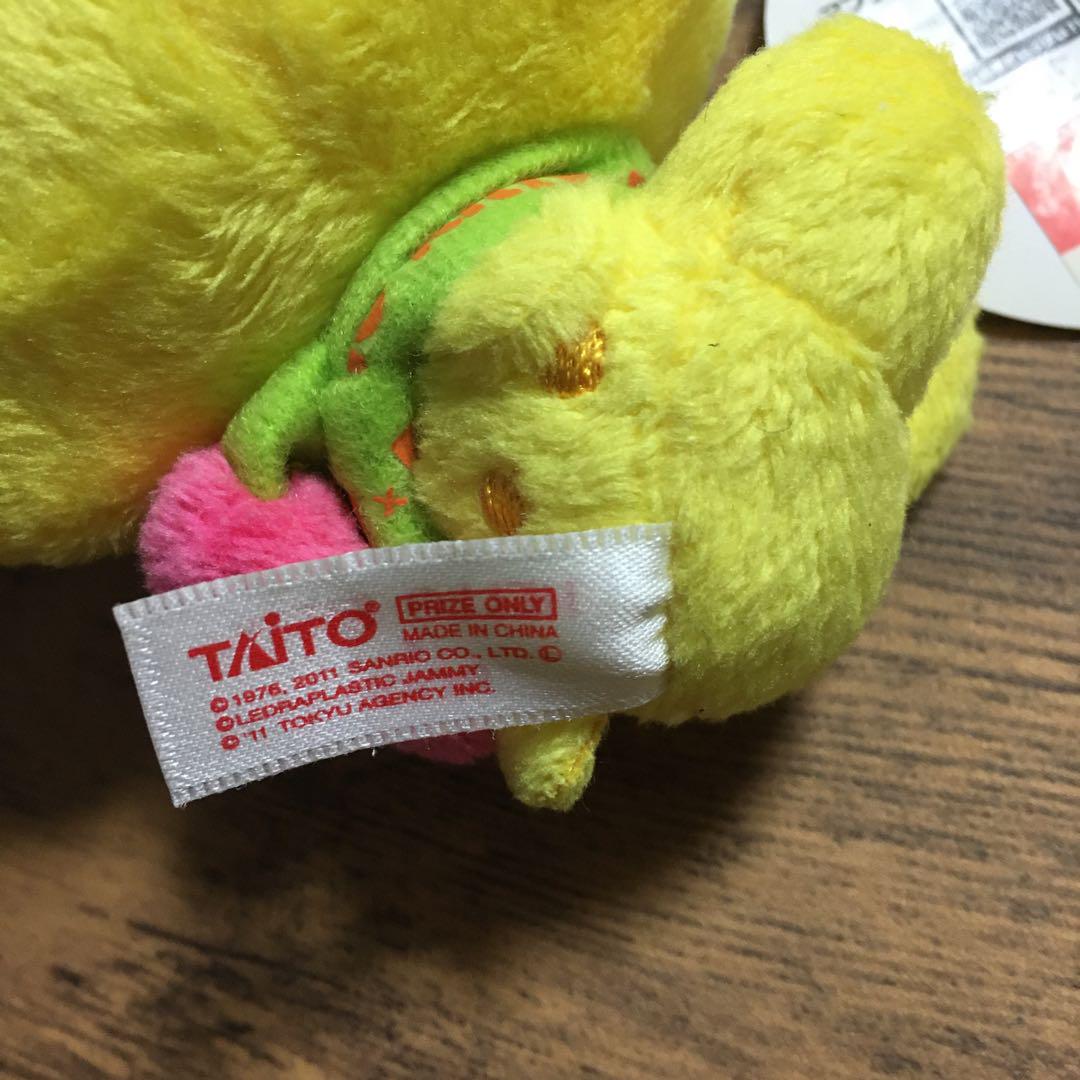 TAiTO®
PRIZE ONLY
MADE IN CHINA
©1976, 2011 SANRIO CO., LTD. Ⓛ
©LEDRAPLASTIC JAMMY
© '11 TOKYU AGENCY INC.